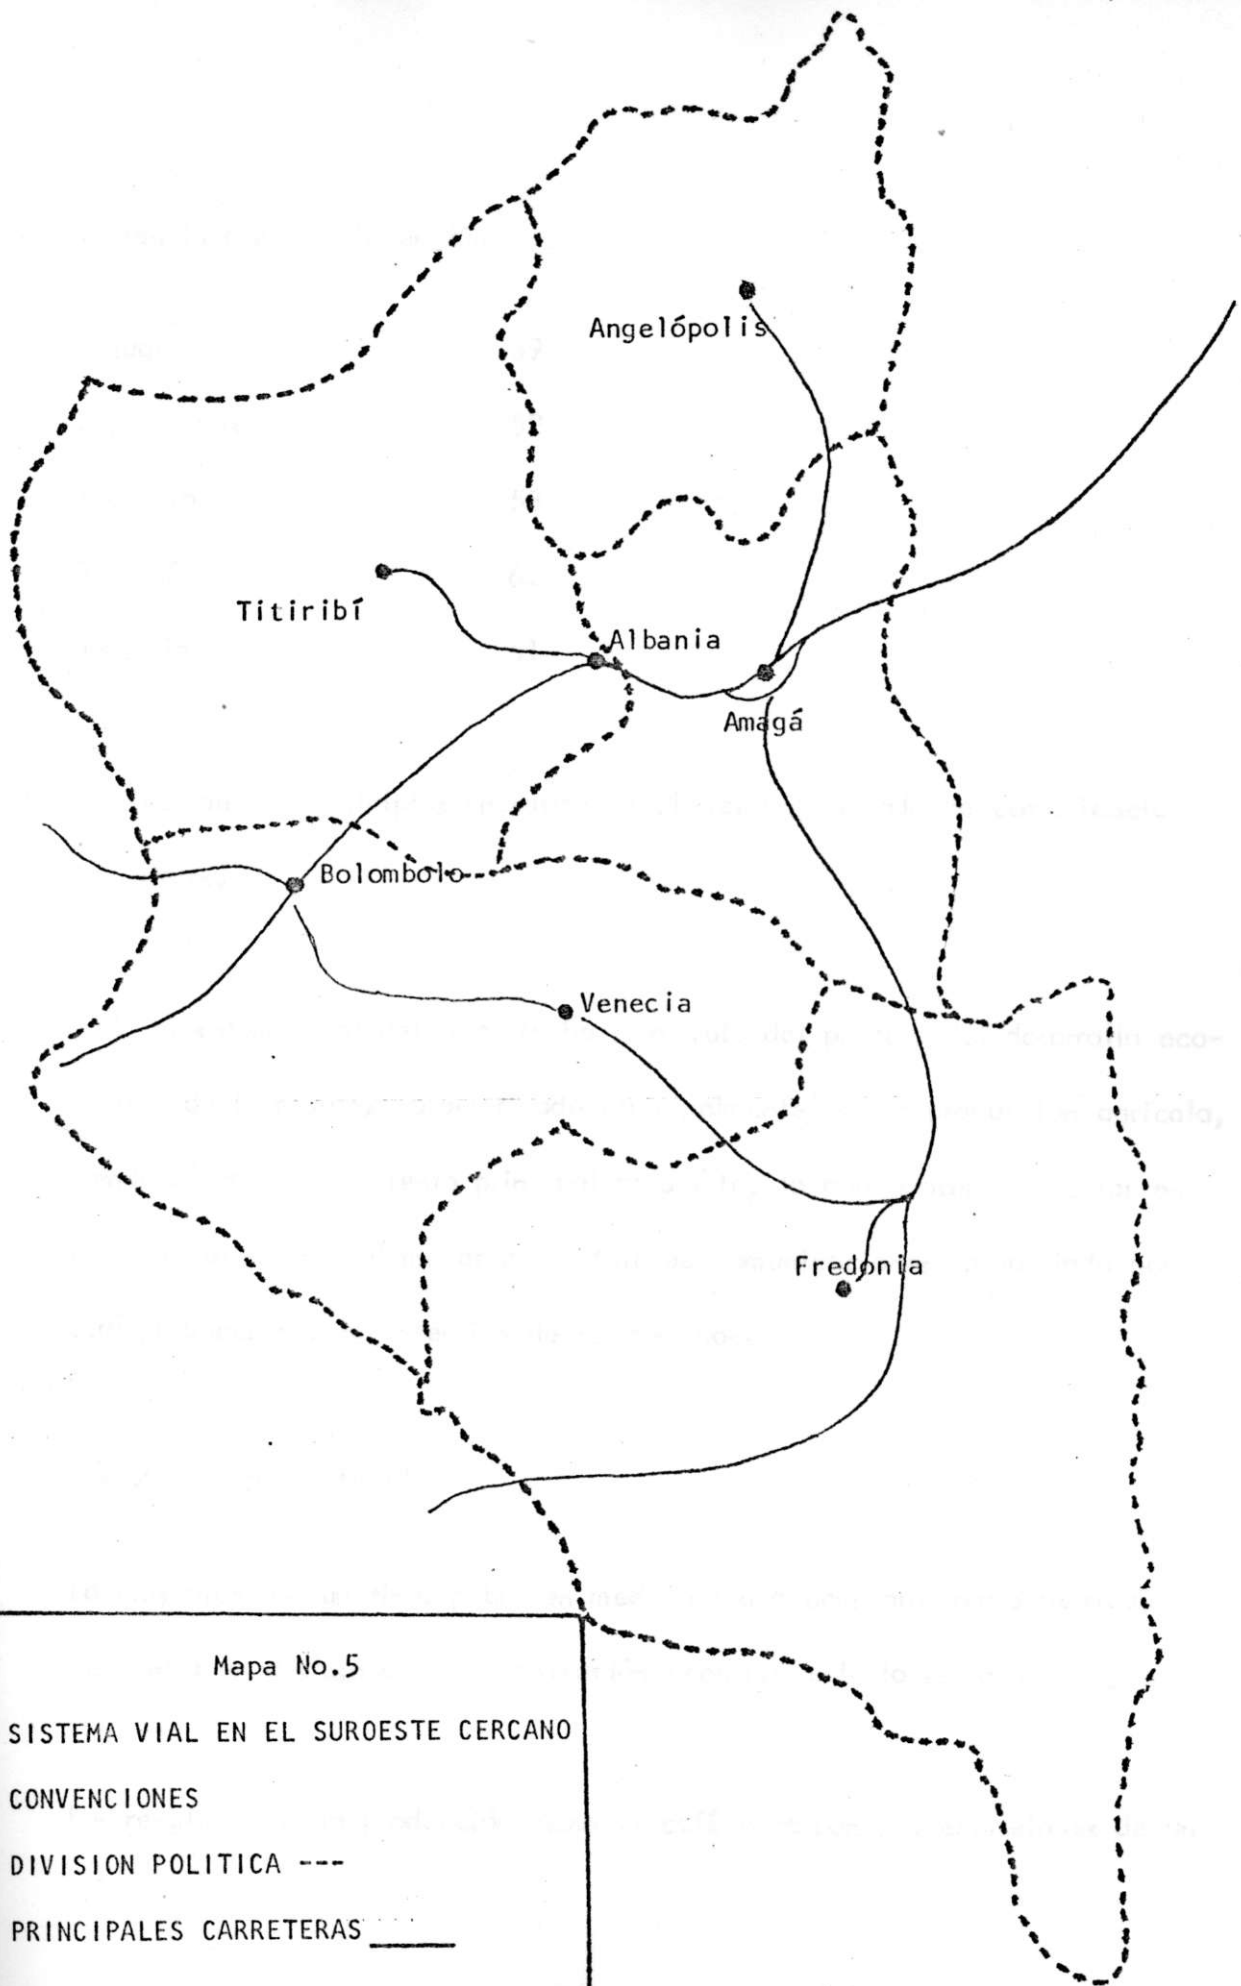 Angelópolis
Titiribí
Albania
Amagá
Bolombolo
Venecia
Fredonia
Mapa No.5
SISTEMA VIAL EN EL SUROESTE CERCANO
CONVENCIONES
DIVISION POLITICA ---
PRINCIPALES CARRETERAS ____